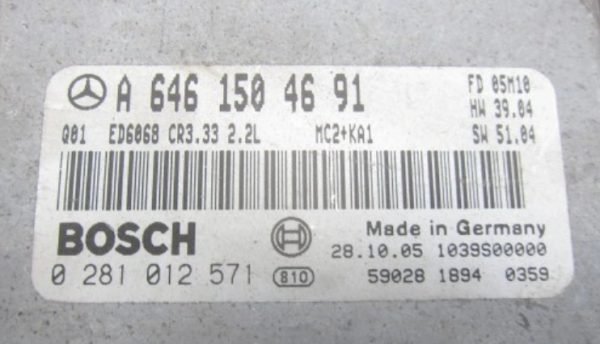 A 646 150 46 91 FD 05M10
HW 39.04
Q01 ED6068 CR3.33 2.2L MC2+KA1 SW 51.04
BOSCH Made in Germany
28.10.05 1039S00000
0 281 012 571 810 59028 1894 0359